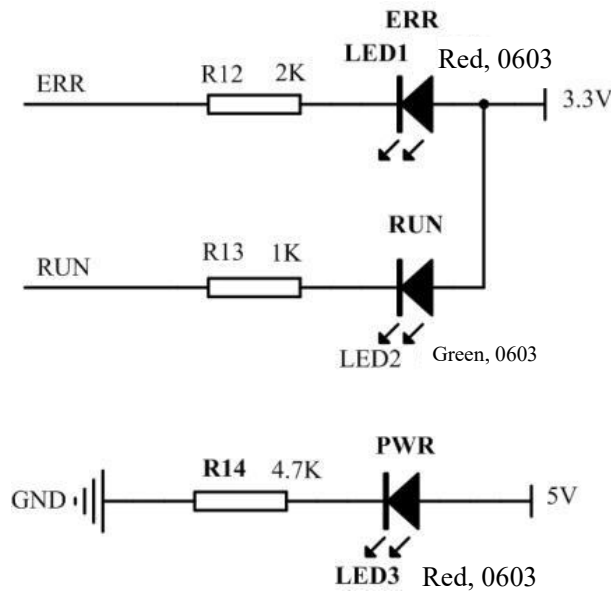 ERR
LED1 Red, 0603
ERR R12 2K
3.3V
RUN
RUN R13 1K
LED2 Green, 0603
PWR
R14 4.7K
GND 5V
LED3 Red, 0603